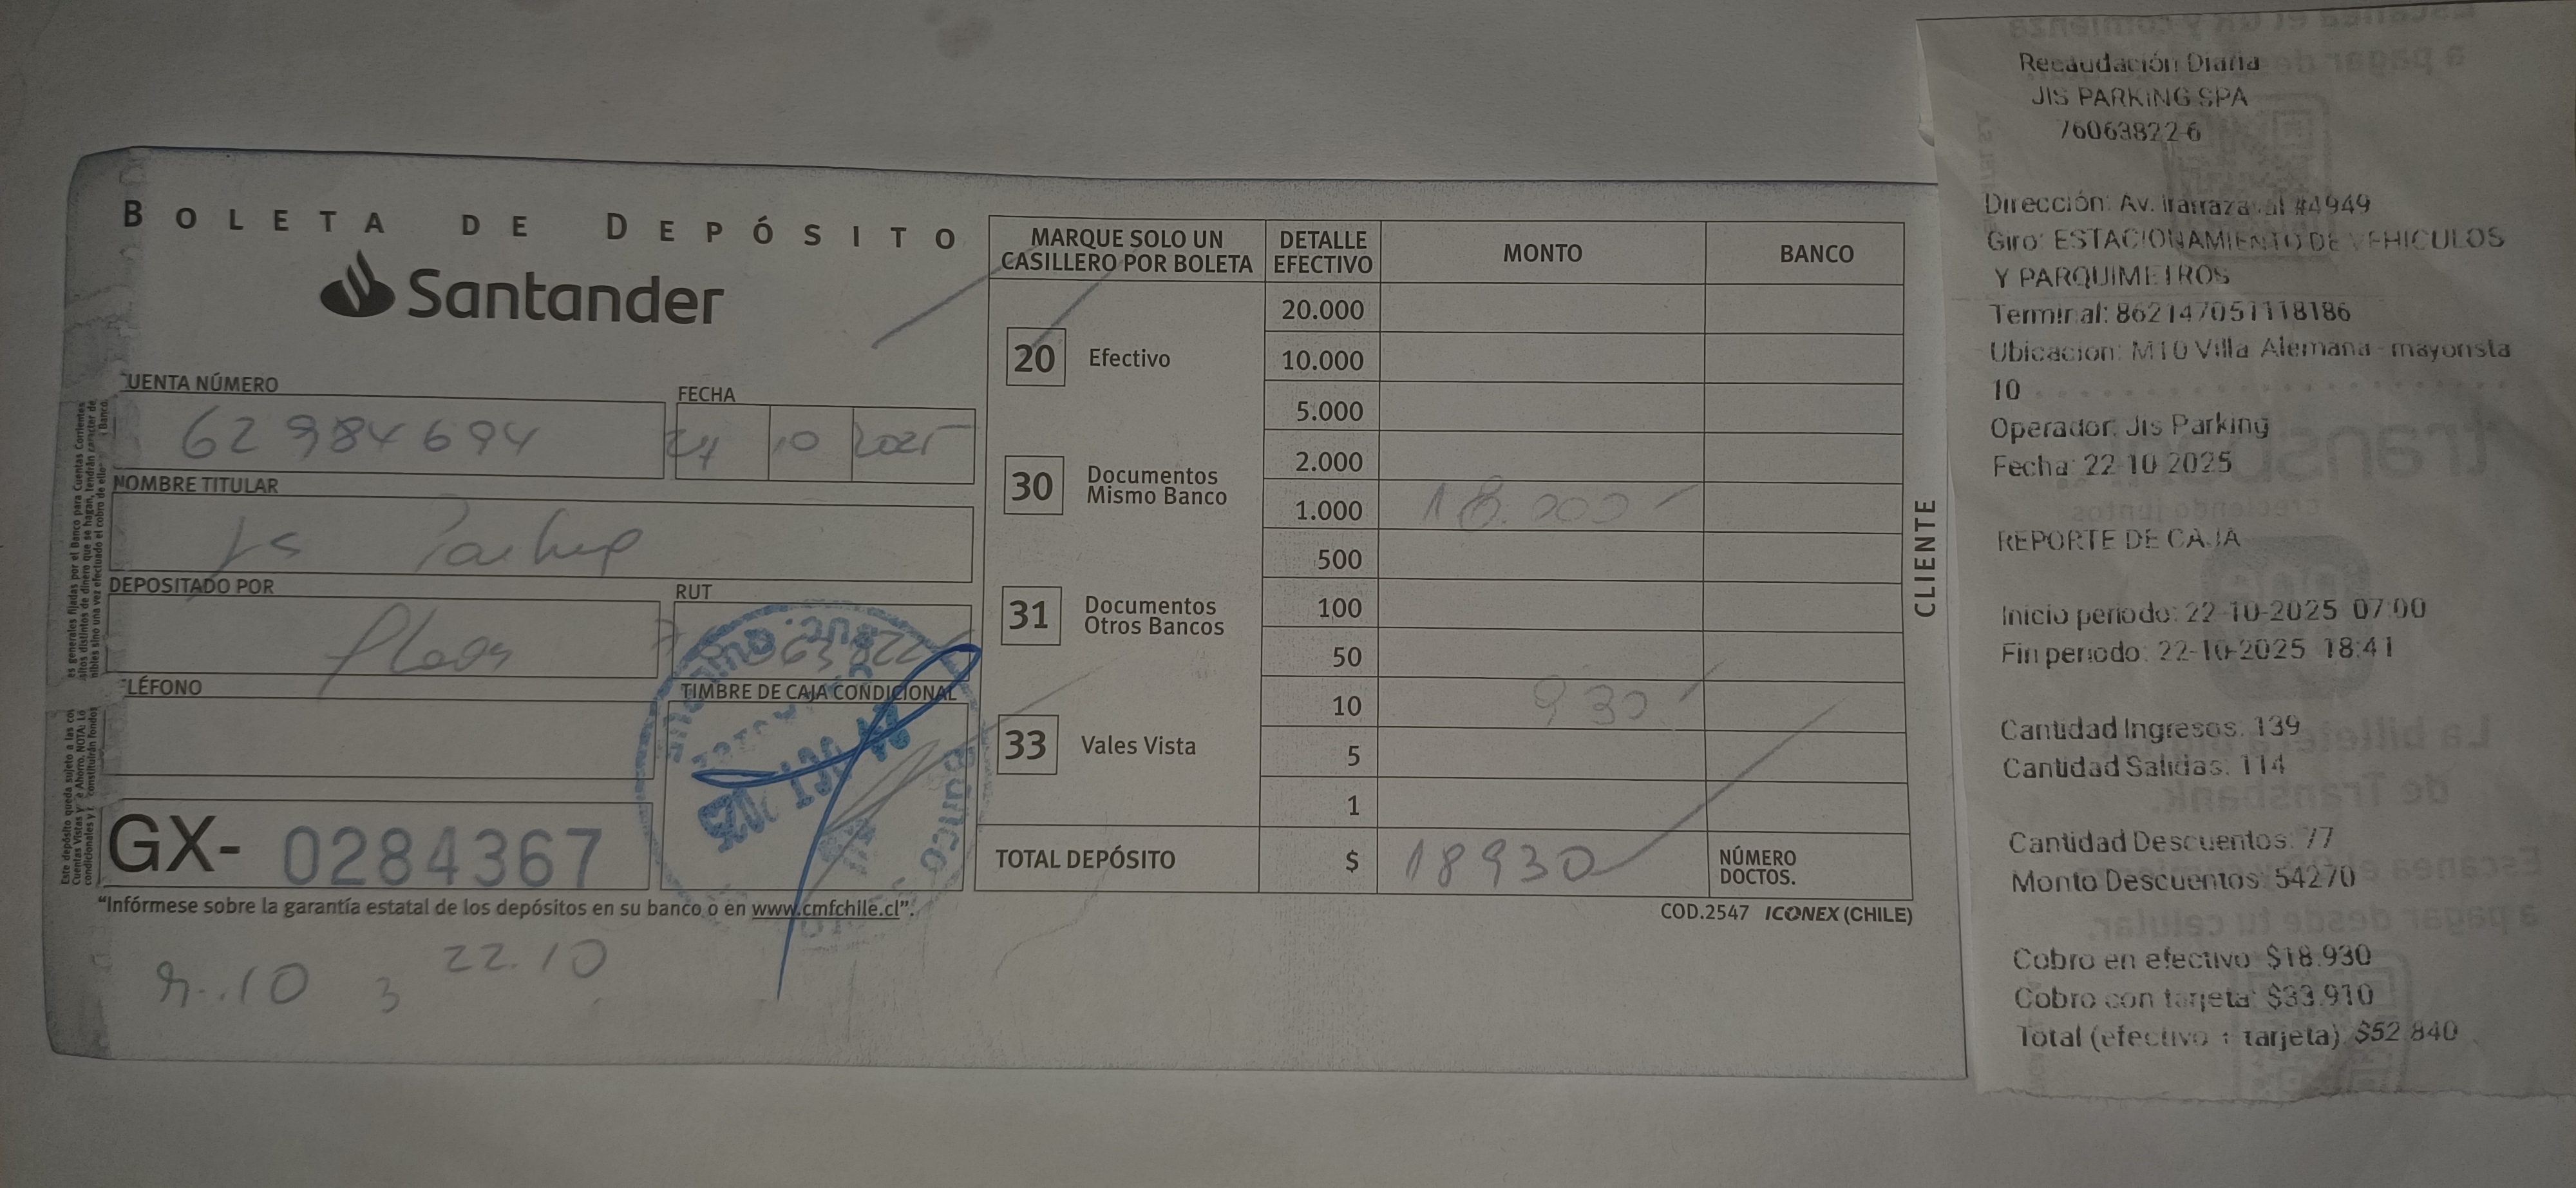 BOLETA DE DEPÓSITO
Santander
CUENTA NÚMERO
62984694
FECHA
24 10 2025
NOMBRE TITULAR
JIS Parking
DEPOSITADO POR
RUT
TELÉFONO
TIMBRE DE CAJA CONDICIONAL
GX- 0284367
"Infórmese sobre la garantía estatal de los depósitos en su banco o en www.cmfchile.cl".
22.10
MARQUE SOLO UN
CASILLERO POR BOLETA
DETALLE
EFECTIVO
MONTO
BANCO
20 Efectivo
30 Documentos
Mismo Banco
31 Documentos
Otros Bancos
33 Vales Vista
20.000
10.000
5.000
2.000
1.000 18.000
500
100
50
10 930
5
1
TOTAL DEPÓSITO $ 18930
NÚMERO
DOCTOS.
COD.2547 ICONEX (CHILE)
CLIENTE
Recaudación Diaria
JIS PARKING SPA
76063822-6
Dirección: Av. Irarrazaval #4949
Giro: ESTACIONAMIENTO DE VEHICULOS
Y PARQUIMETROS
Terminal: 862147051118186
Ubicacion: M10 Villa Alemana - mayorista
10
Operador: Jis Parking
Fecha: 22-10-2025
REPORTE DE CAJA
Inicio periodo: 22-10-2025 07:00
Fin periodo: 22-10-2025 18:41
Cantidad Ingresos: 139
Cantidad Salidas: 114
Cantidad Descuentos: 77
Monto Descuentos: 54270
Cobro en efectivo: $18.930
Cobro con tarjeta: $33.910
Total (efectivo + tarjeta): $52.840